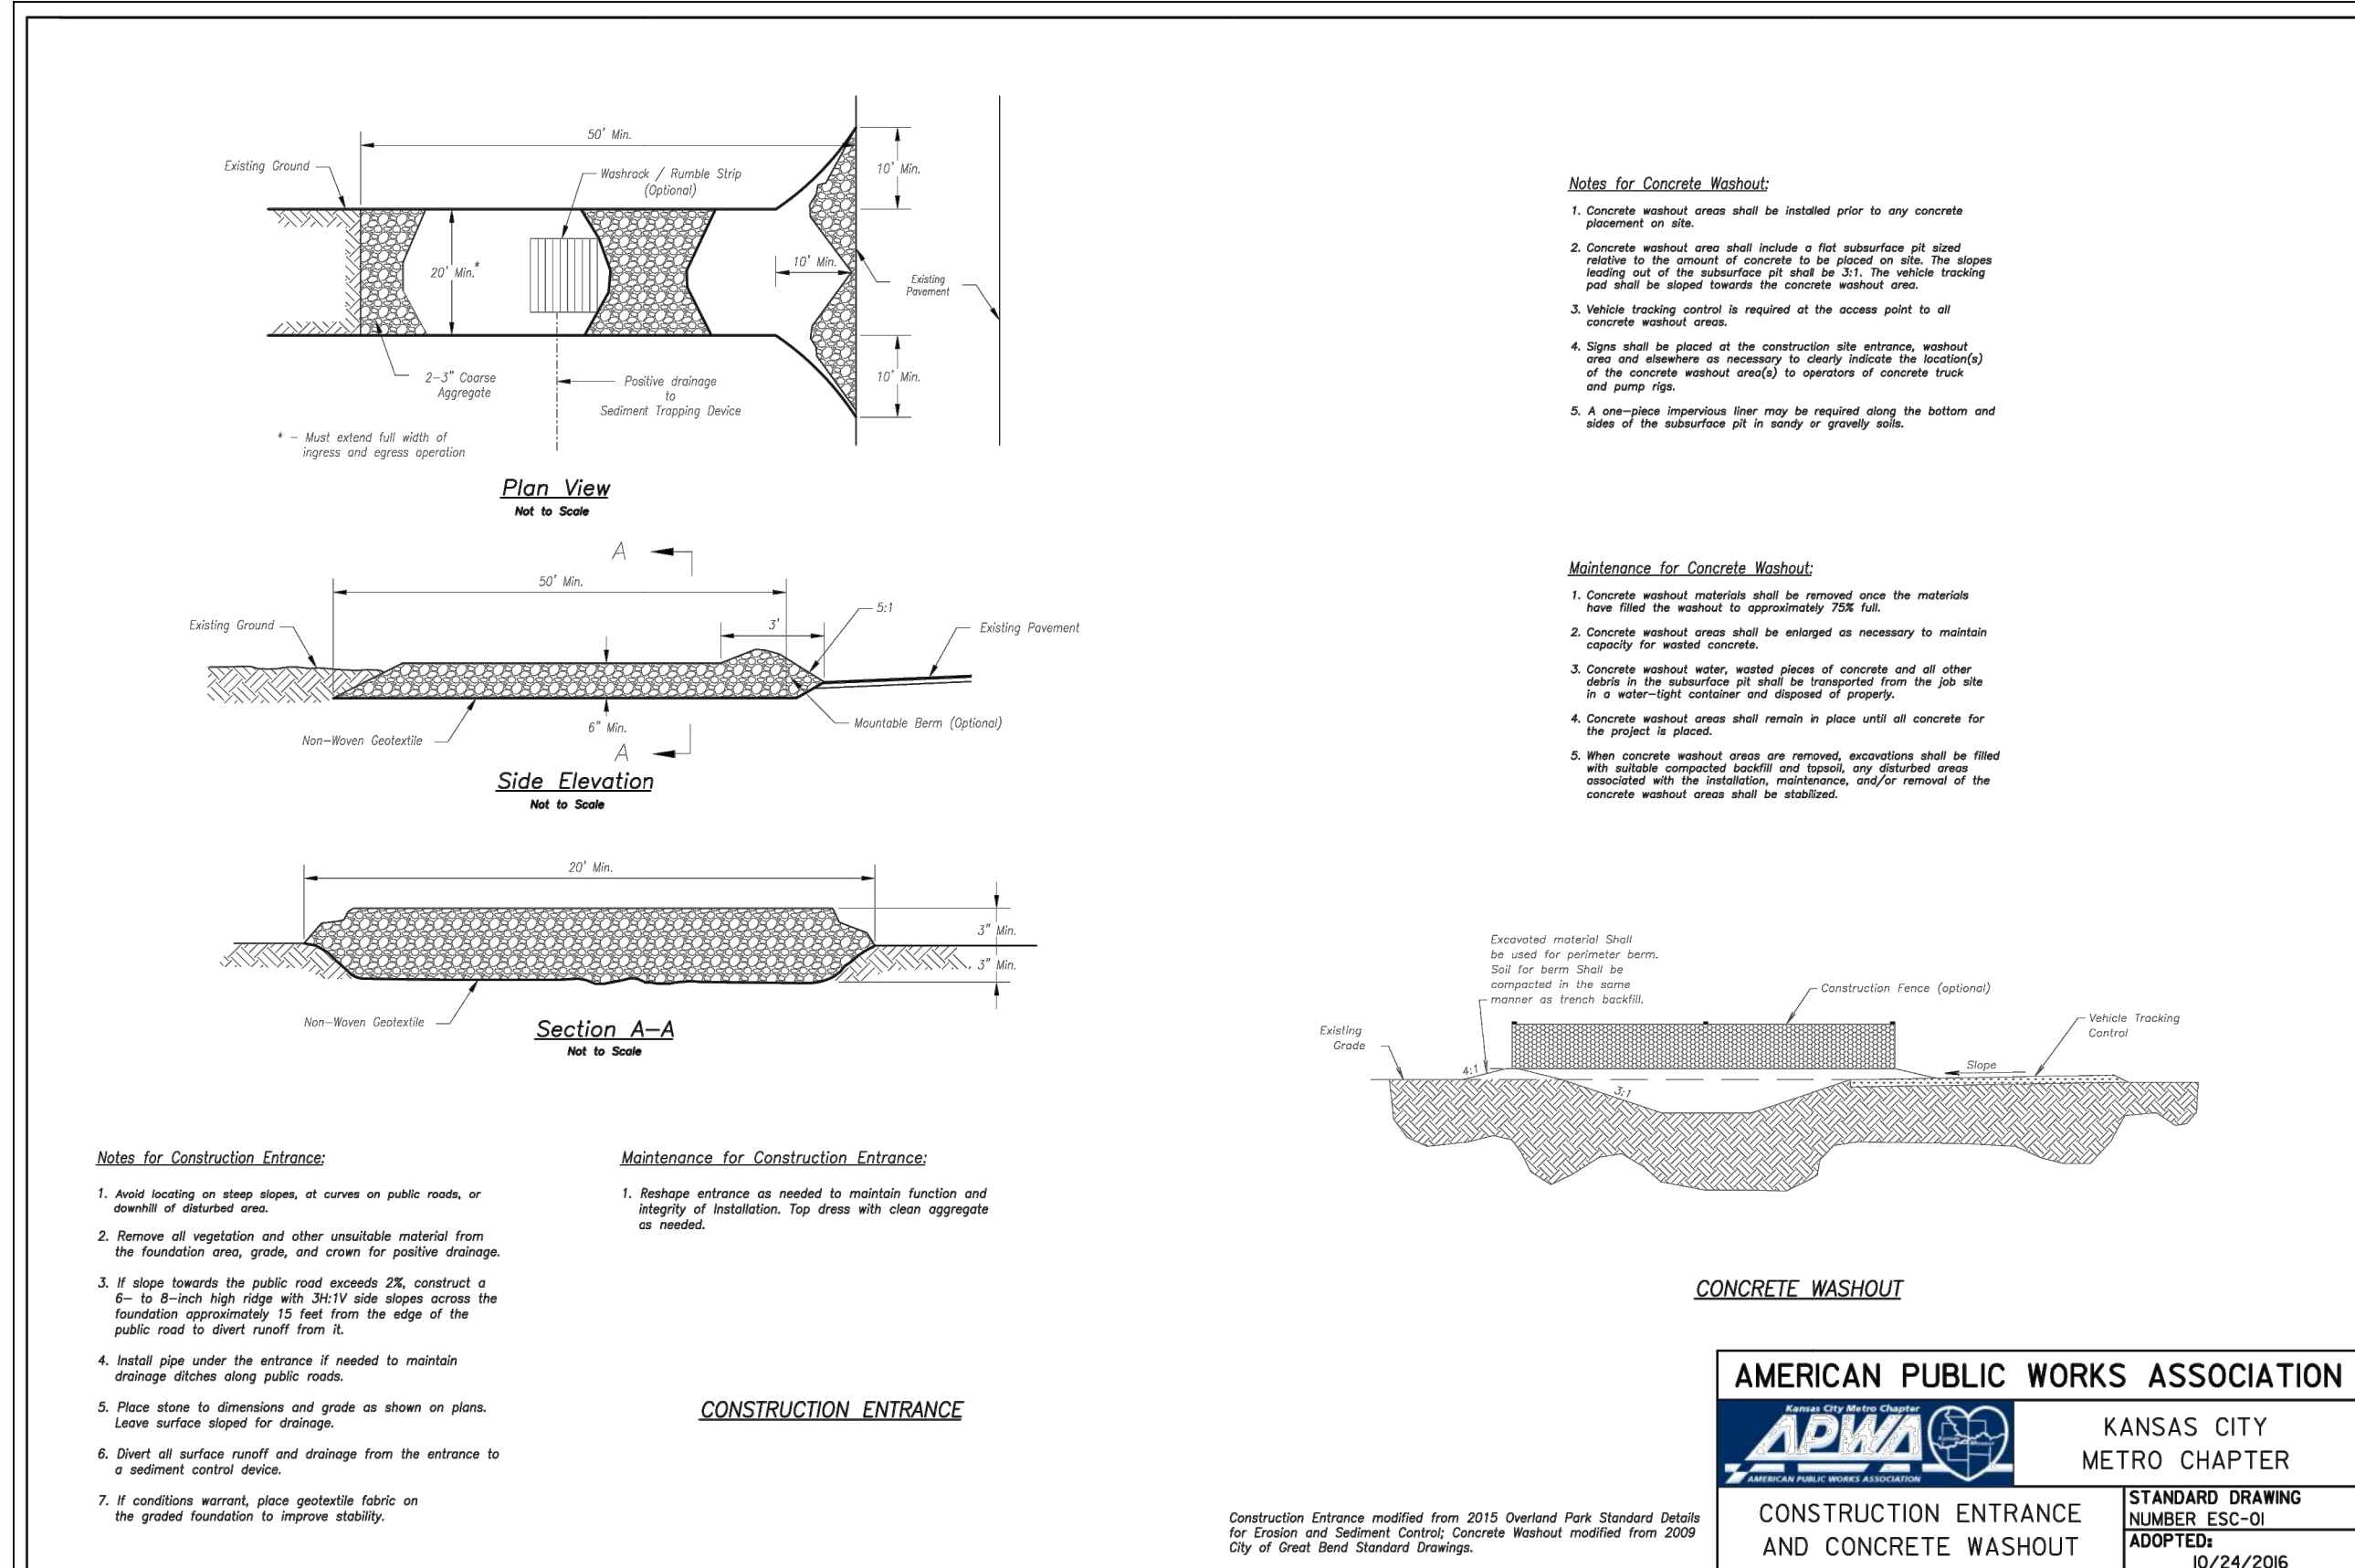 50' Min.
Existing Ground
Washrack / Rumble Strip
(Optional)
10' Min.
20' Min.*
10' Min.
Existing
Pavement
10' Min.
2-3" Coarse
Aggregate
Positive drainage
to
Sediment Trapping Device
* - Must extend full width of
ingress and egress operation
Plan View
Not to Scale
A
50' Min.
5:1
3'
Existing Ground
Existing Pavement
6" Min.
Mountable Berm (Optional)
Non-Woven Geotextile
A
Side Elevation
Not to Scale
20' Min.
3" Min.
3" Min.
Non-Woven Geotextile
Section A-A
Not to Scale
Notes for Construction Entrance:
1. Avoid locating on steep slopes, at curves on public roads, or
downhill of disturbed area.
2. Remove all vegetation and other unsuitable material from
the foundation area, grade, and crown for positive drainage.
3. If slope towards the public road exceeds 2%, construct a
6- to 8-inch high ridge with 3H:1V side slopes across the
foundation approximately 15 feet from the edge of the
public road to divert runoff from it.
4. Install pipe under the entrance if needed to maintain
drainage ditches along public roads.
5. Place stone to dimensions and grade as shown on plans.
Leave surface sloped for drainage.
6. Divert all surface runoff and drainage from the entrance to
a sediment control device.
7. If conditions warrant, place geotextile fabric on
the graded foundation to improve stability.
Maintenance for Construction Entrance:
1. Reshape entrance as needed to maintain function and
integrity of Installation. Top dress with clean aggregate
as needed.
CONSTRUCTION ENTRANCE
Notes for Concrete Washout:
1. Concrete washout areas shall be installed prior to any concrete
placement on site.
2. Concrete washout area shall include a flat subsurface pit sized
relative to the amount of concrete to be placed on site. The slopes
leading out of the subsurface pit shall be 3:1. The vehicle tracking
pad shall be sloped towards the concrete washout area.
3. Vehicle tracking control is required at the access point to all
concrete washout areas.
4. Signs shall be placed at the construction site entrance, washout
area and elsewhere as necessary to clearly indicate the location(s)
of the concrete washout area(s) to operators of concrete truck
and pump rigs.
5. A one-piece impervious liner may be required along the bottom and
sides of the subsurface pit in sandy or gravelly soils.
Maintenance for Concrete Washout:
1. Concrete washout materials shall be removed once the materials
have filled the washout to approximately 75% full.
2. Concrete washout areas shall be enlarged as necessary to maintain
capacity for wasted concrete.
3. Concrete washout water, wasted pieces of concrete and all other
debris in the subsurface pit shall be transported from the job site
in a water-tight container and disposed of properly.
4. Concrete washout areas shall remain in place until all concrete for
the project is placed.
5. When concrete washout areas are removed, excavations shall be filled
with suitable compacted backfill and topsoil, any disturbed areas
associated with the installation, maintenance, and/or removal of the
concrete washout areas shall be stabilized.
Excavated material Shall
be used for perimeter berm.
Soil for berm Shall be
compacted in the same
manner as trench backfill.
Construction Fence (optional)
Existing
Grade
Vehicle Tracking
Control
4:1
Slope
3:1
CONCRETE WASHOUT
Construction Entrance modified from 2015 Overland Park Standard Details
for Erosion and Sediment Control; Concrete Washout modified from 2009
City of Great Bend Standard Drawings.
AMERICAN PUBLIC WORKS ASSOCIATION
Kansas City Metro Chapter
APWA
AMERICAN PUBLIC WORKS ASSOCIATION
KANSAS CITY
METRO CHAPTER
CONSTRUCTION ENTRANCE
AND CONCRETE WASHOUT
STANDARD DRAWING
NUMBER ESC-01
ADOPTED:
10/24/2016